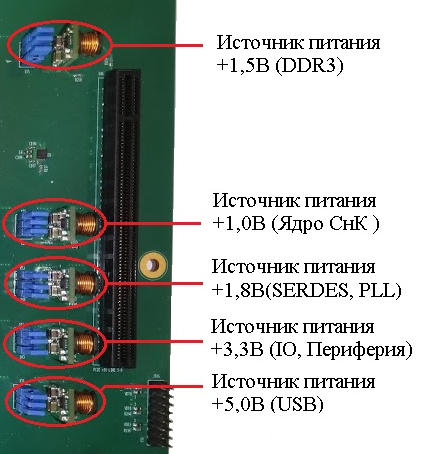 Источник питания
+1,5В (DDR3)
Источник питания
+1,0В (Ядро СнК )
Источник питания
+1,8В(SERDES, PLL)
Источник питания
+3,3В (IO, Периферия)
Источник питания
+5,0В (USB)